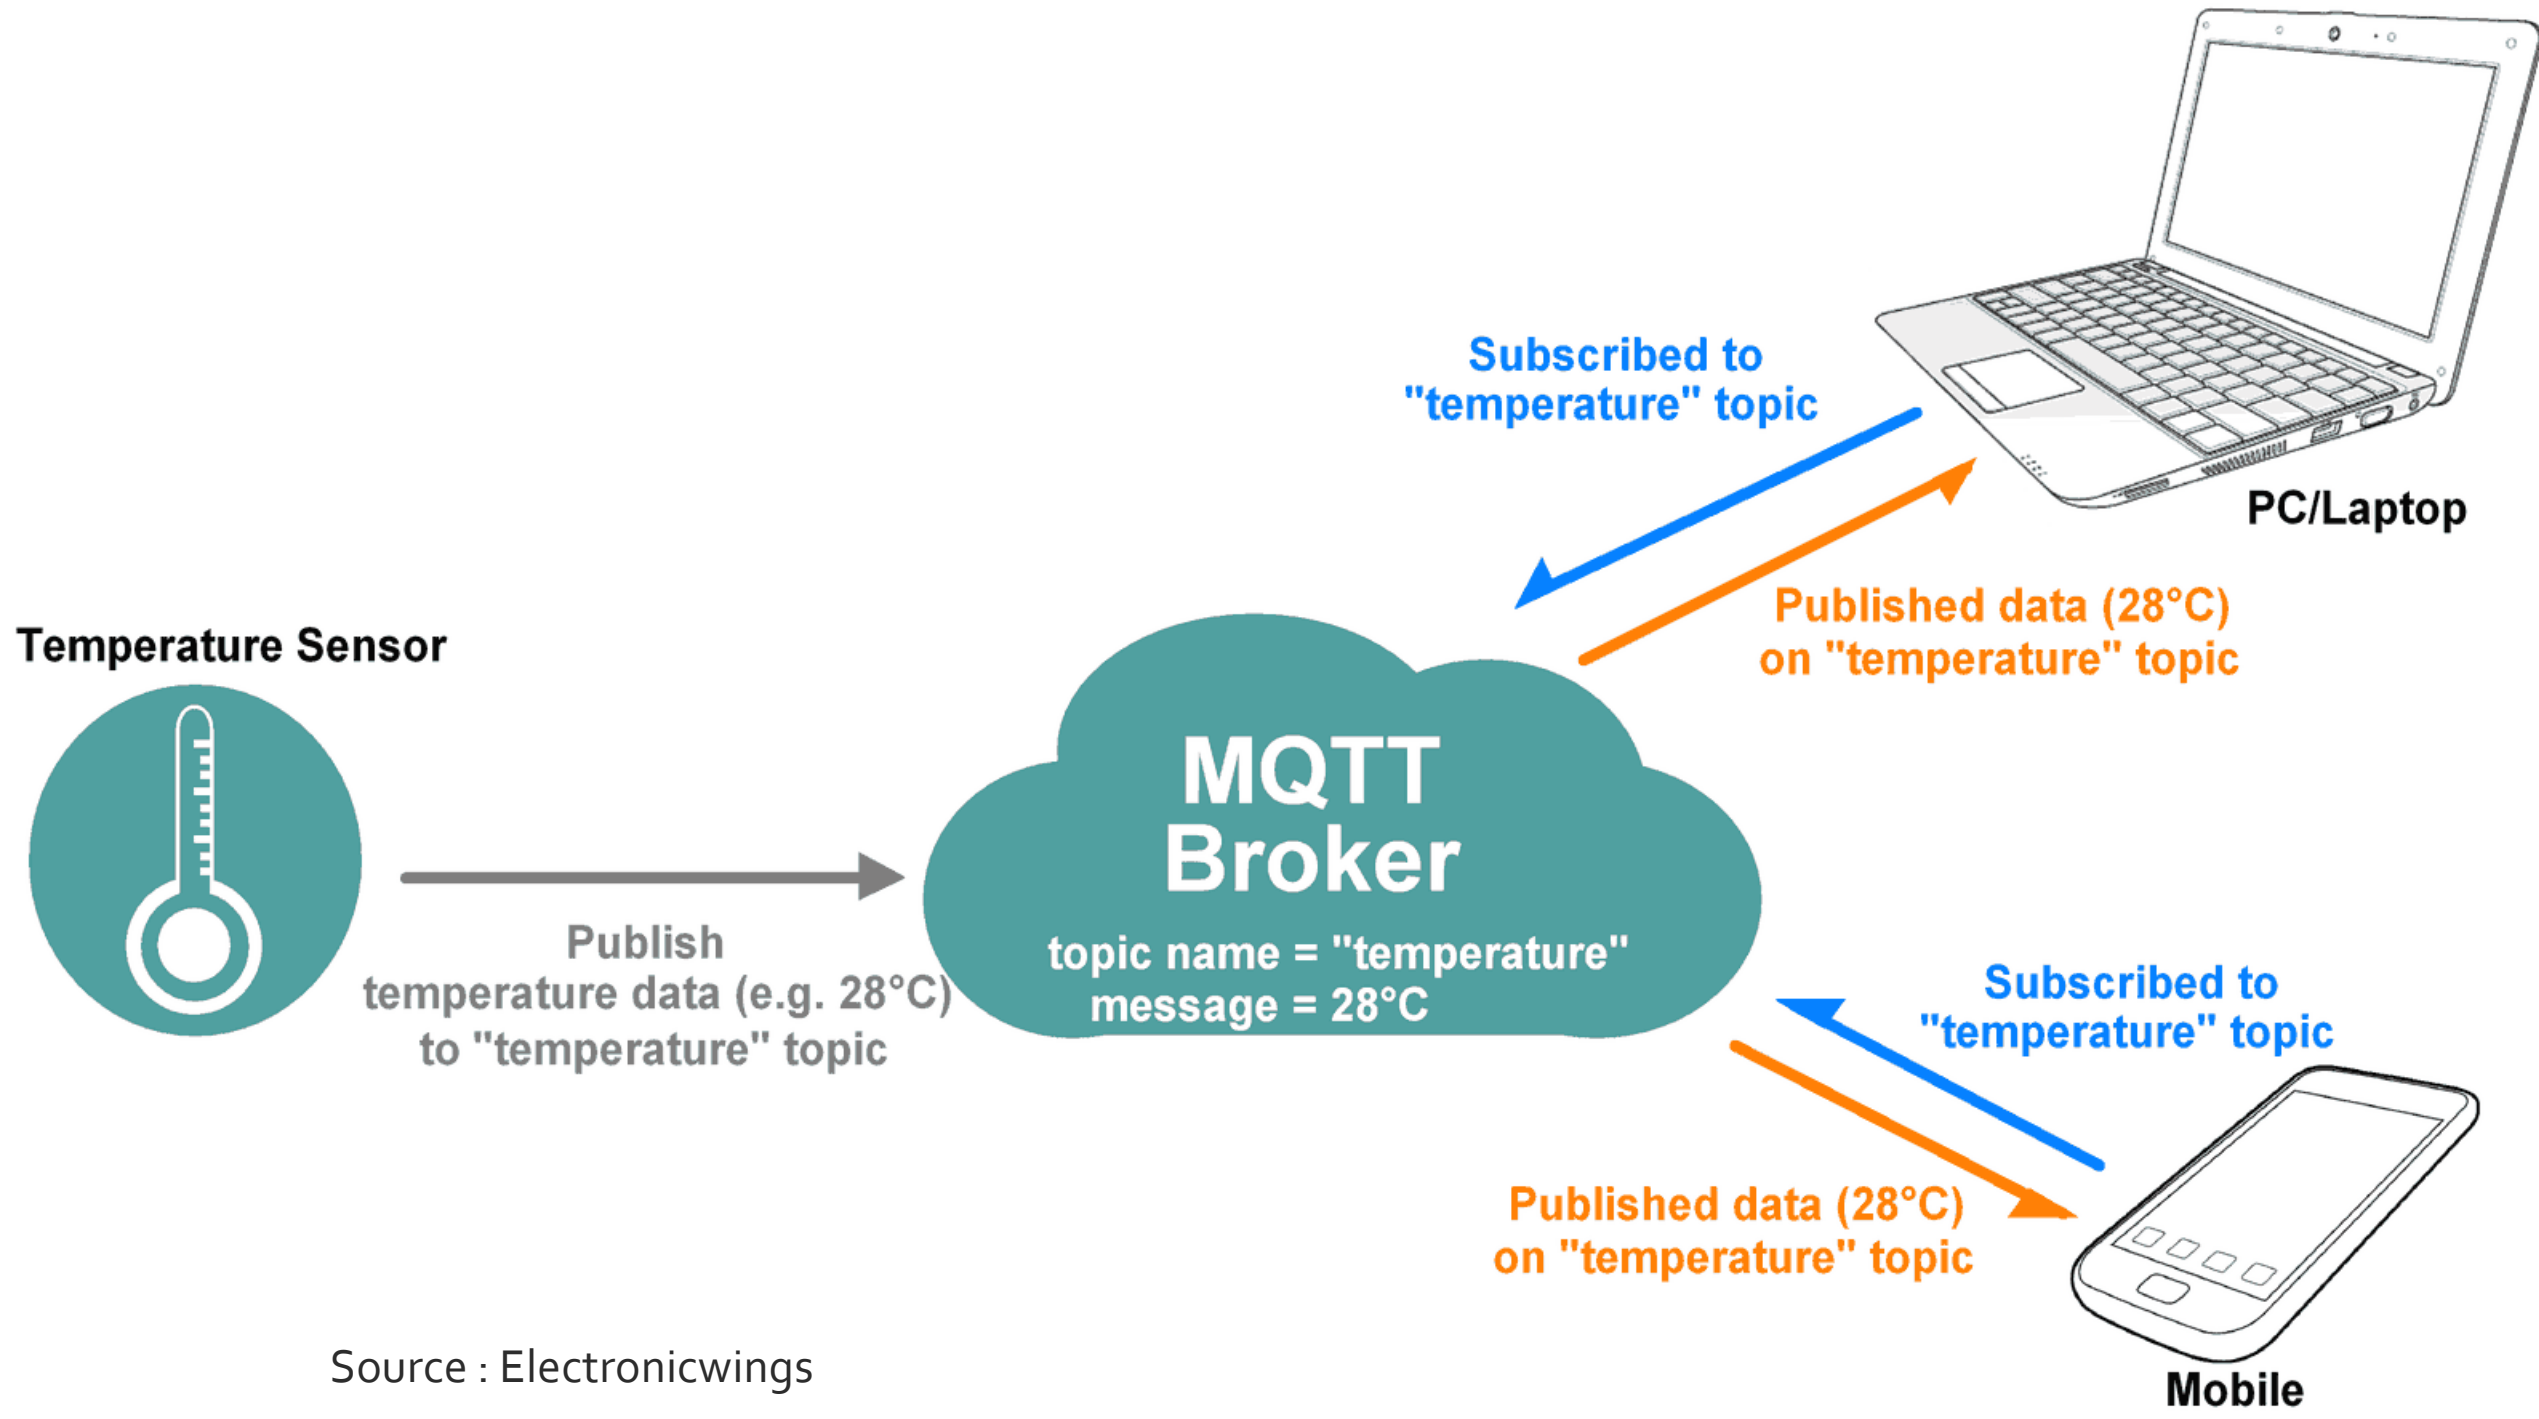 Subscribed to
"temperature" topic
PC/Laptop
Published data (28°C)
on "temperature" topic
Temperature Sensor
MQTT
Broker
topic name = "temperature"
message = 28°C
Publish
temperature data (e.g. 28°C)
to "temperature" topic
Subscribed to
"temperature" topic
Published data (28°C)
on "temperature" topic
Mobile
Source : Electronicwings